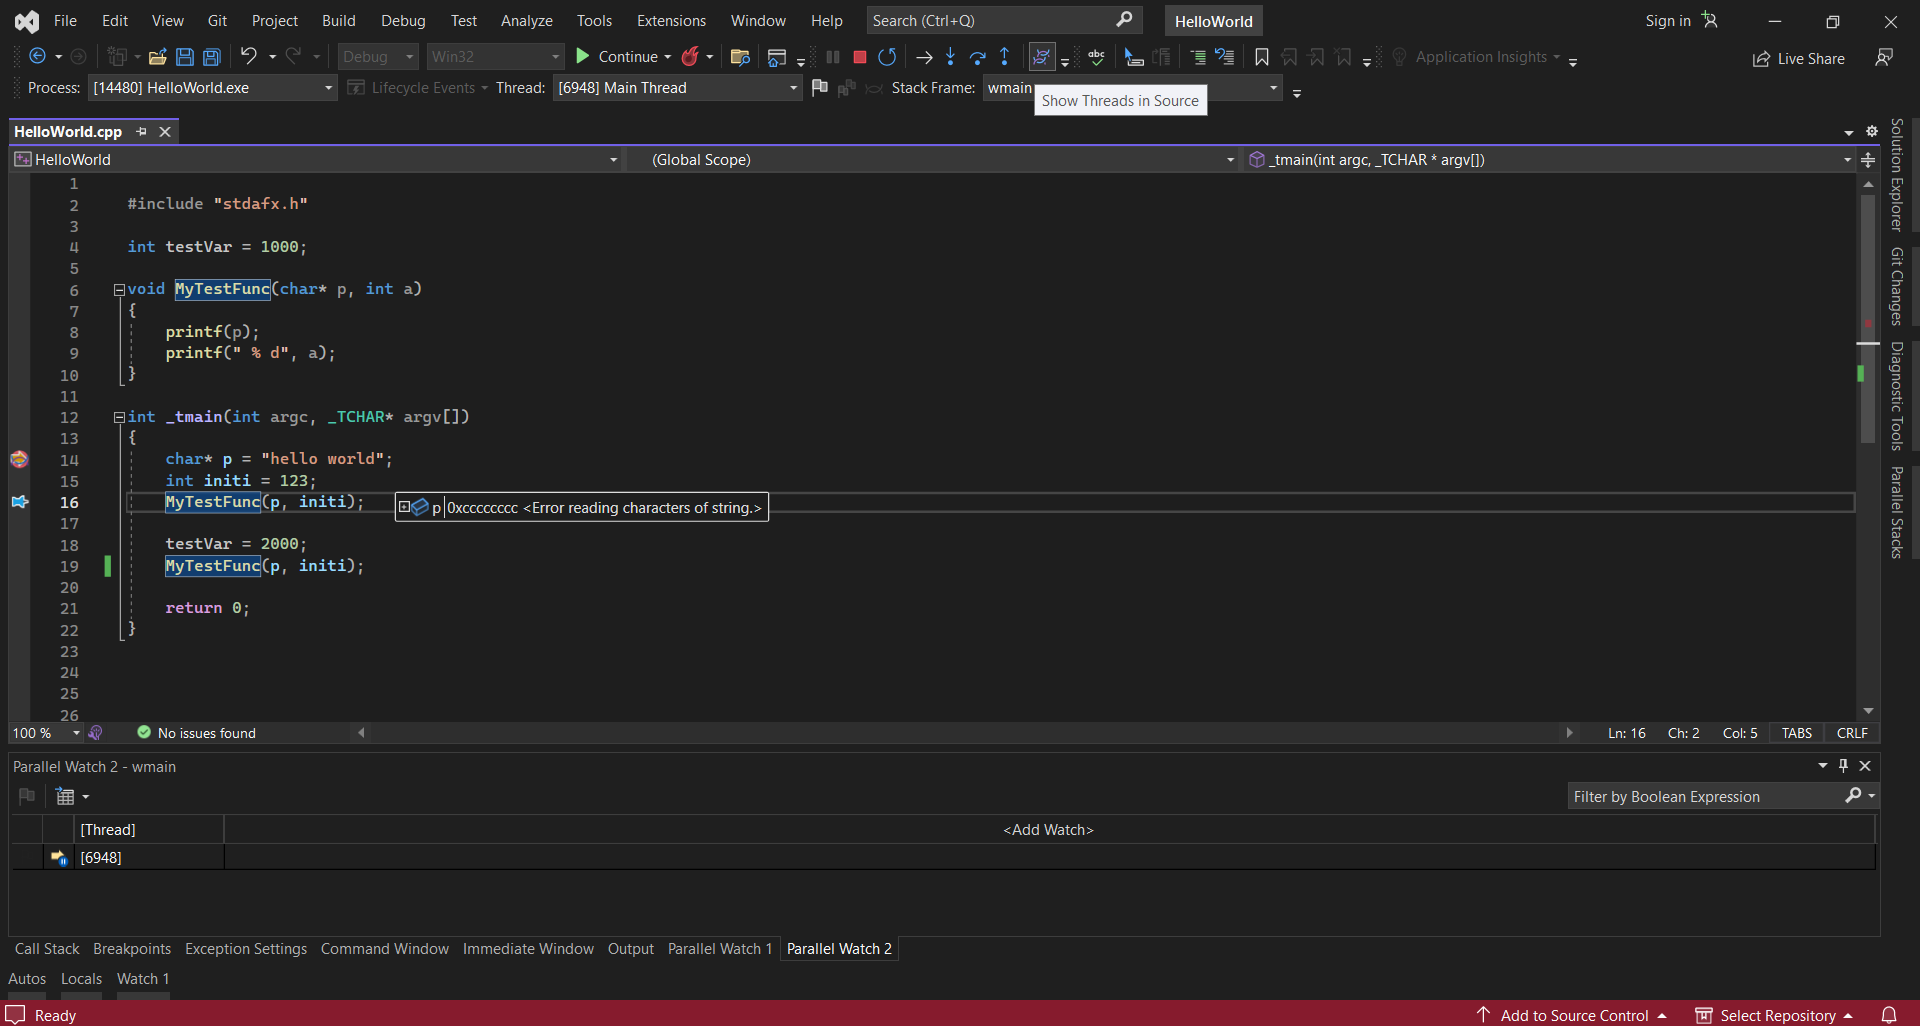 File Edit View Git Project Build Debug Test Analyze Tools Extensions Window Help Search (Ctrl+Q) HelloWorld Sign in
Debug Win32 Continue abc Application Insights Live Share
Process: [14480] HelloWorld.exe Lifecycle Events Thread: [6948] Main Thread Stack Frame: wmain
Show Threads in Source
HelloWorld.cpp
HelloWorld (Global Scope) _tmain(int argc, _TCHAR * argv[])
1
2 #include "stdafx.h"
3
4 int testVar = 1000;
5
6 void MyTestFunc(char* p, int a)
7 {
8 printf(p);
9 printf(" % d", a);
10 }
11
12 int _tmain(int argc, _TCHAR* argv[])
13 {
14 char* p = "hello world";
15 int initi = 123;
16 MyTestFunc(p, initi);
p 0xcccccccc <Error reading characters of string.>
17
18 testVar = 2000;
19 MyTestFunc(p, initi);
20
21 return 0;
22 }
23
24
25
26
100 % No issues found Ln: 16 Ch: 2 Col: 5 TABS CRLF
Solution Explorer
Git Changes
Diagnostic Tools
Parallel Stacks
Parallel Watch 2 - wmain
Filter by Boolean Expression
[Thread] <Add Watch>
[6948]
Call Stack Breakpoints Exception Settings Command Window Immediate Window Output Parallel Watch 1 Parallel Watch 2
Autos Locals Watch 1
Ready Add to Source Control Select Repository